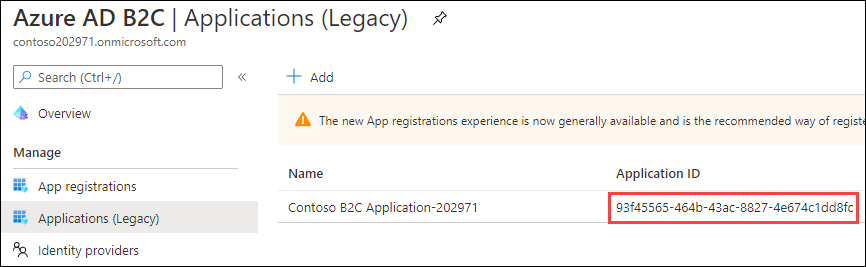 Azure AD B2C | Applications (Legacy)
contoso202971.onmicrosoft.com
Search (Ctrl+/)
«
Overview
Manage
App registrations
Applications (Legacy)
Identity providers
+ Add
The new App registrations experience is now generally available and is the recommended way of registe
Name Application ID
Contoso B2C Application-202971 93f45565-464b-43ac-8827-4e674c1dd8fc